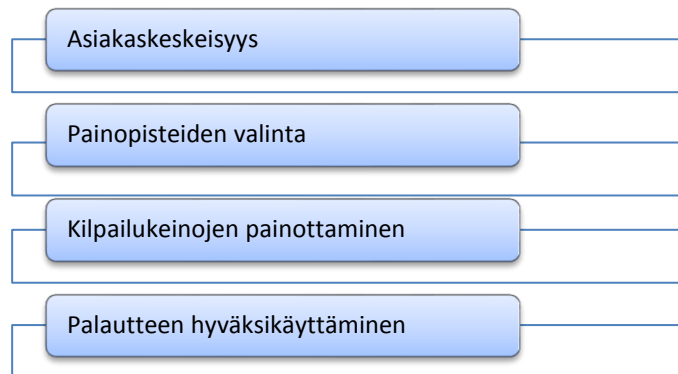 Asiakaskeskeisyys
Painopisteiden valinta
Kilpailukeinojen painottaminen
Palautteen hyväksikäyttäminen